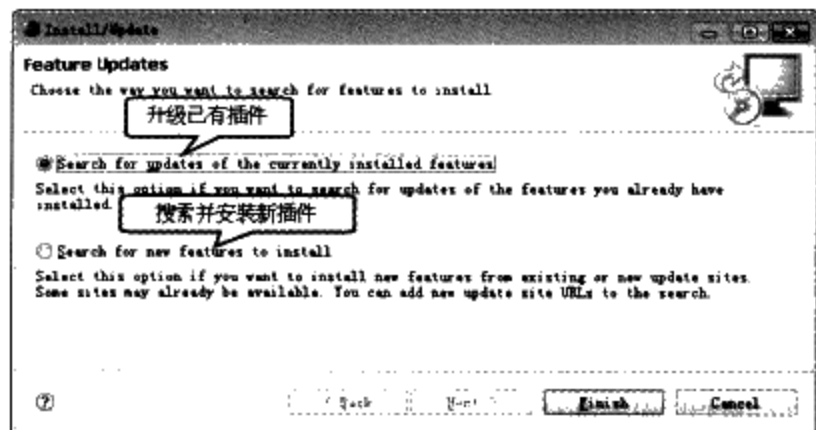 Install/Update
Feature Updates
Choose the way you want to search for features to install
升级已有插件
Search for updates of the currently installed features
Select this option if you want to search for updates of the features you already have
installed.
搜索并安装新插件
Search for new features to install
Select this option if you want to install new features from existing or new update sites.
Some sites may already be available. You can add new update site URLs to the search.
?
< Back
Next >
Finish
Cancel